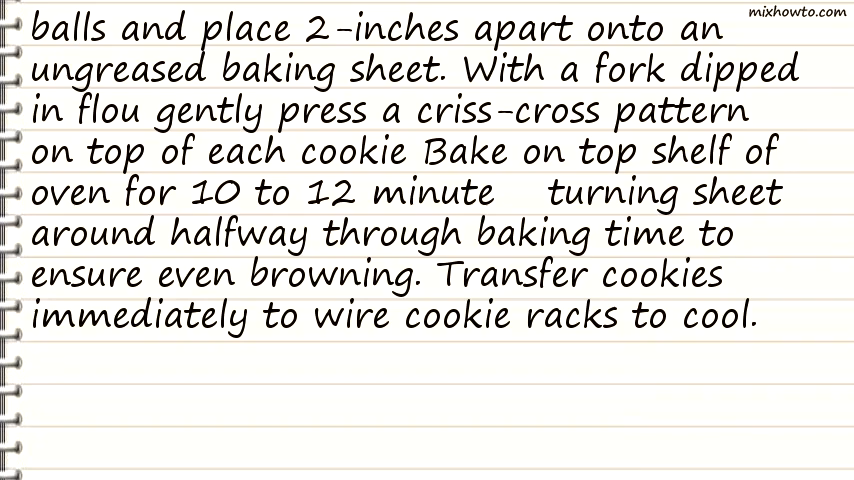 mixhowto.com
balls and place 2-inches apart onto an
ungreased baking sheet. With a fork dipped
in flou gently press a criss-cross pattern
on top of each cookie Bake on top shelf of
oven for 10 to 12 minute turning sheet
around halfway through baking time to
ensure even browning. Transfer cookies
immediately to wire cookie racks to cool.